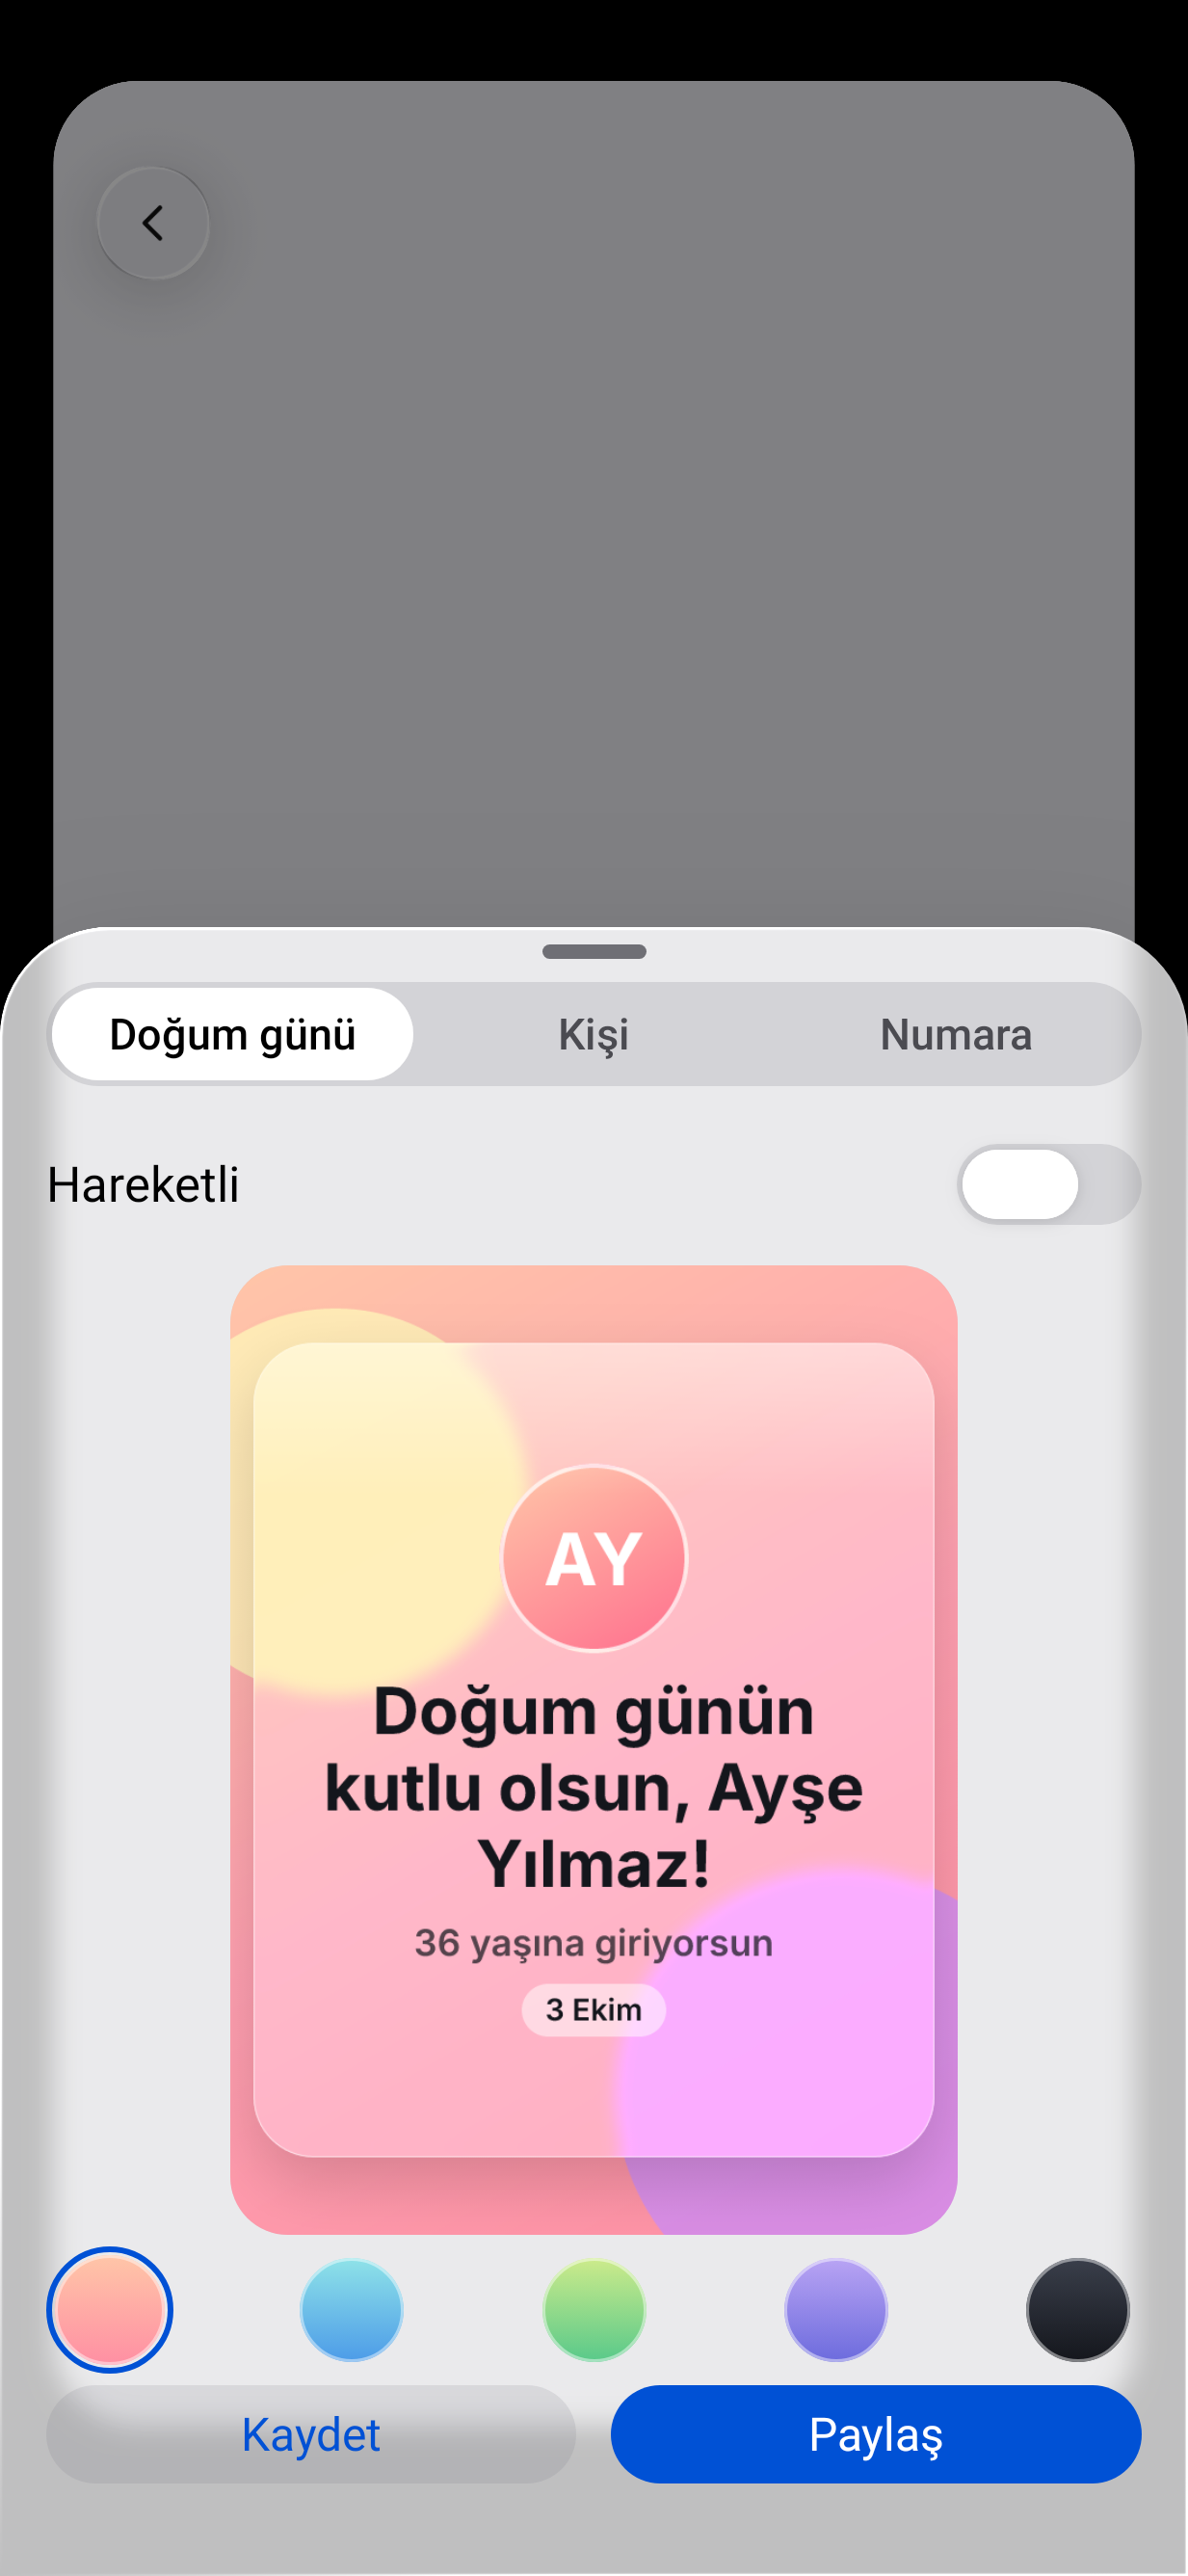 Doğum günü
Kişi
Numara
Hareketli
AY
Doğum günün
kutlu olsun, Ayşe
Yılmaz!
36 yaşına giriyorsun
3 Ekim
Kaydet
Paylaş